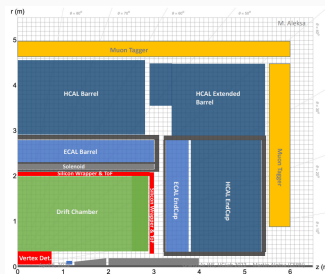 r (m)
M. Aleksa
5
Muon Tagger
4
HCAL Barrel
HCAL Extended
Barrel
3
ECAL Barrel
Solenoid
Silicon Wrapper & ToF
2
Muon Tagger
ECAL EndCap
HCAL EndCap
Drift Chamber
1
Vertex Det.
0
0
1
2
3
4
5
6
z (m)